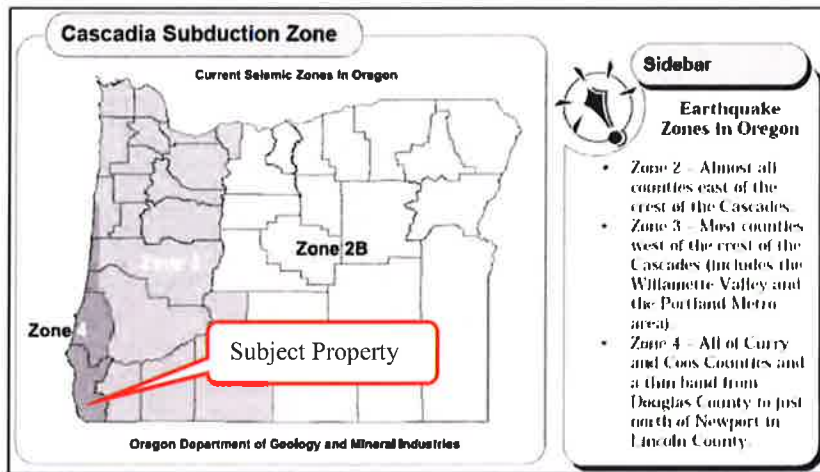 Cascadia Subduction Zone
Current Seismic Zones in Oregon
Zone 3
Zone 2B
Zone 4
Subject Property
Oregon Department of Geology and Mineral Industries
Sidebar
Earthquake
Zones in Oregon
• Zone 2 - Almost all
counties east of the
crest of the Cascades.
• Zone 3 - Most counties
west of the crest of the
Cascades (includes the
Willamette Valley and
the Portland Metro
area).
• Zone 4 - All of Curry
and Coos Counties and
a thin band from
Douglas County to just
north of Newport in
Lincoln County.